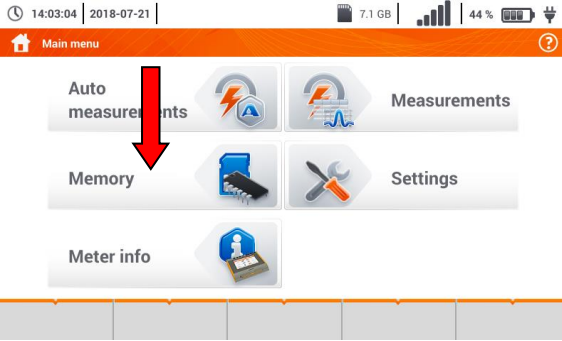 14:03:04 2018-07-21 7.1 GB 44 %
Main menu ?
Auto
measurements
Measurements
Memory
Settings
Meter info